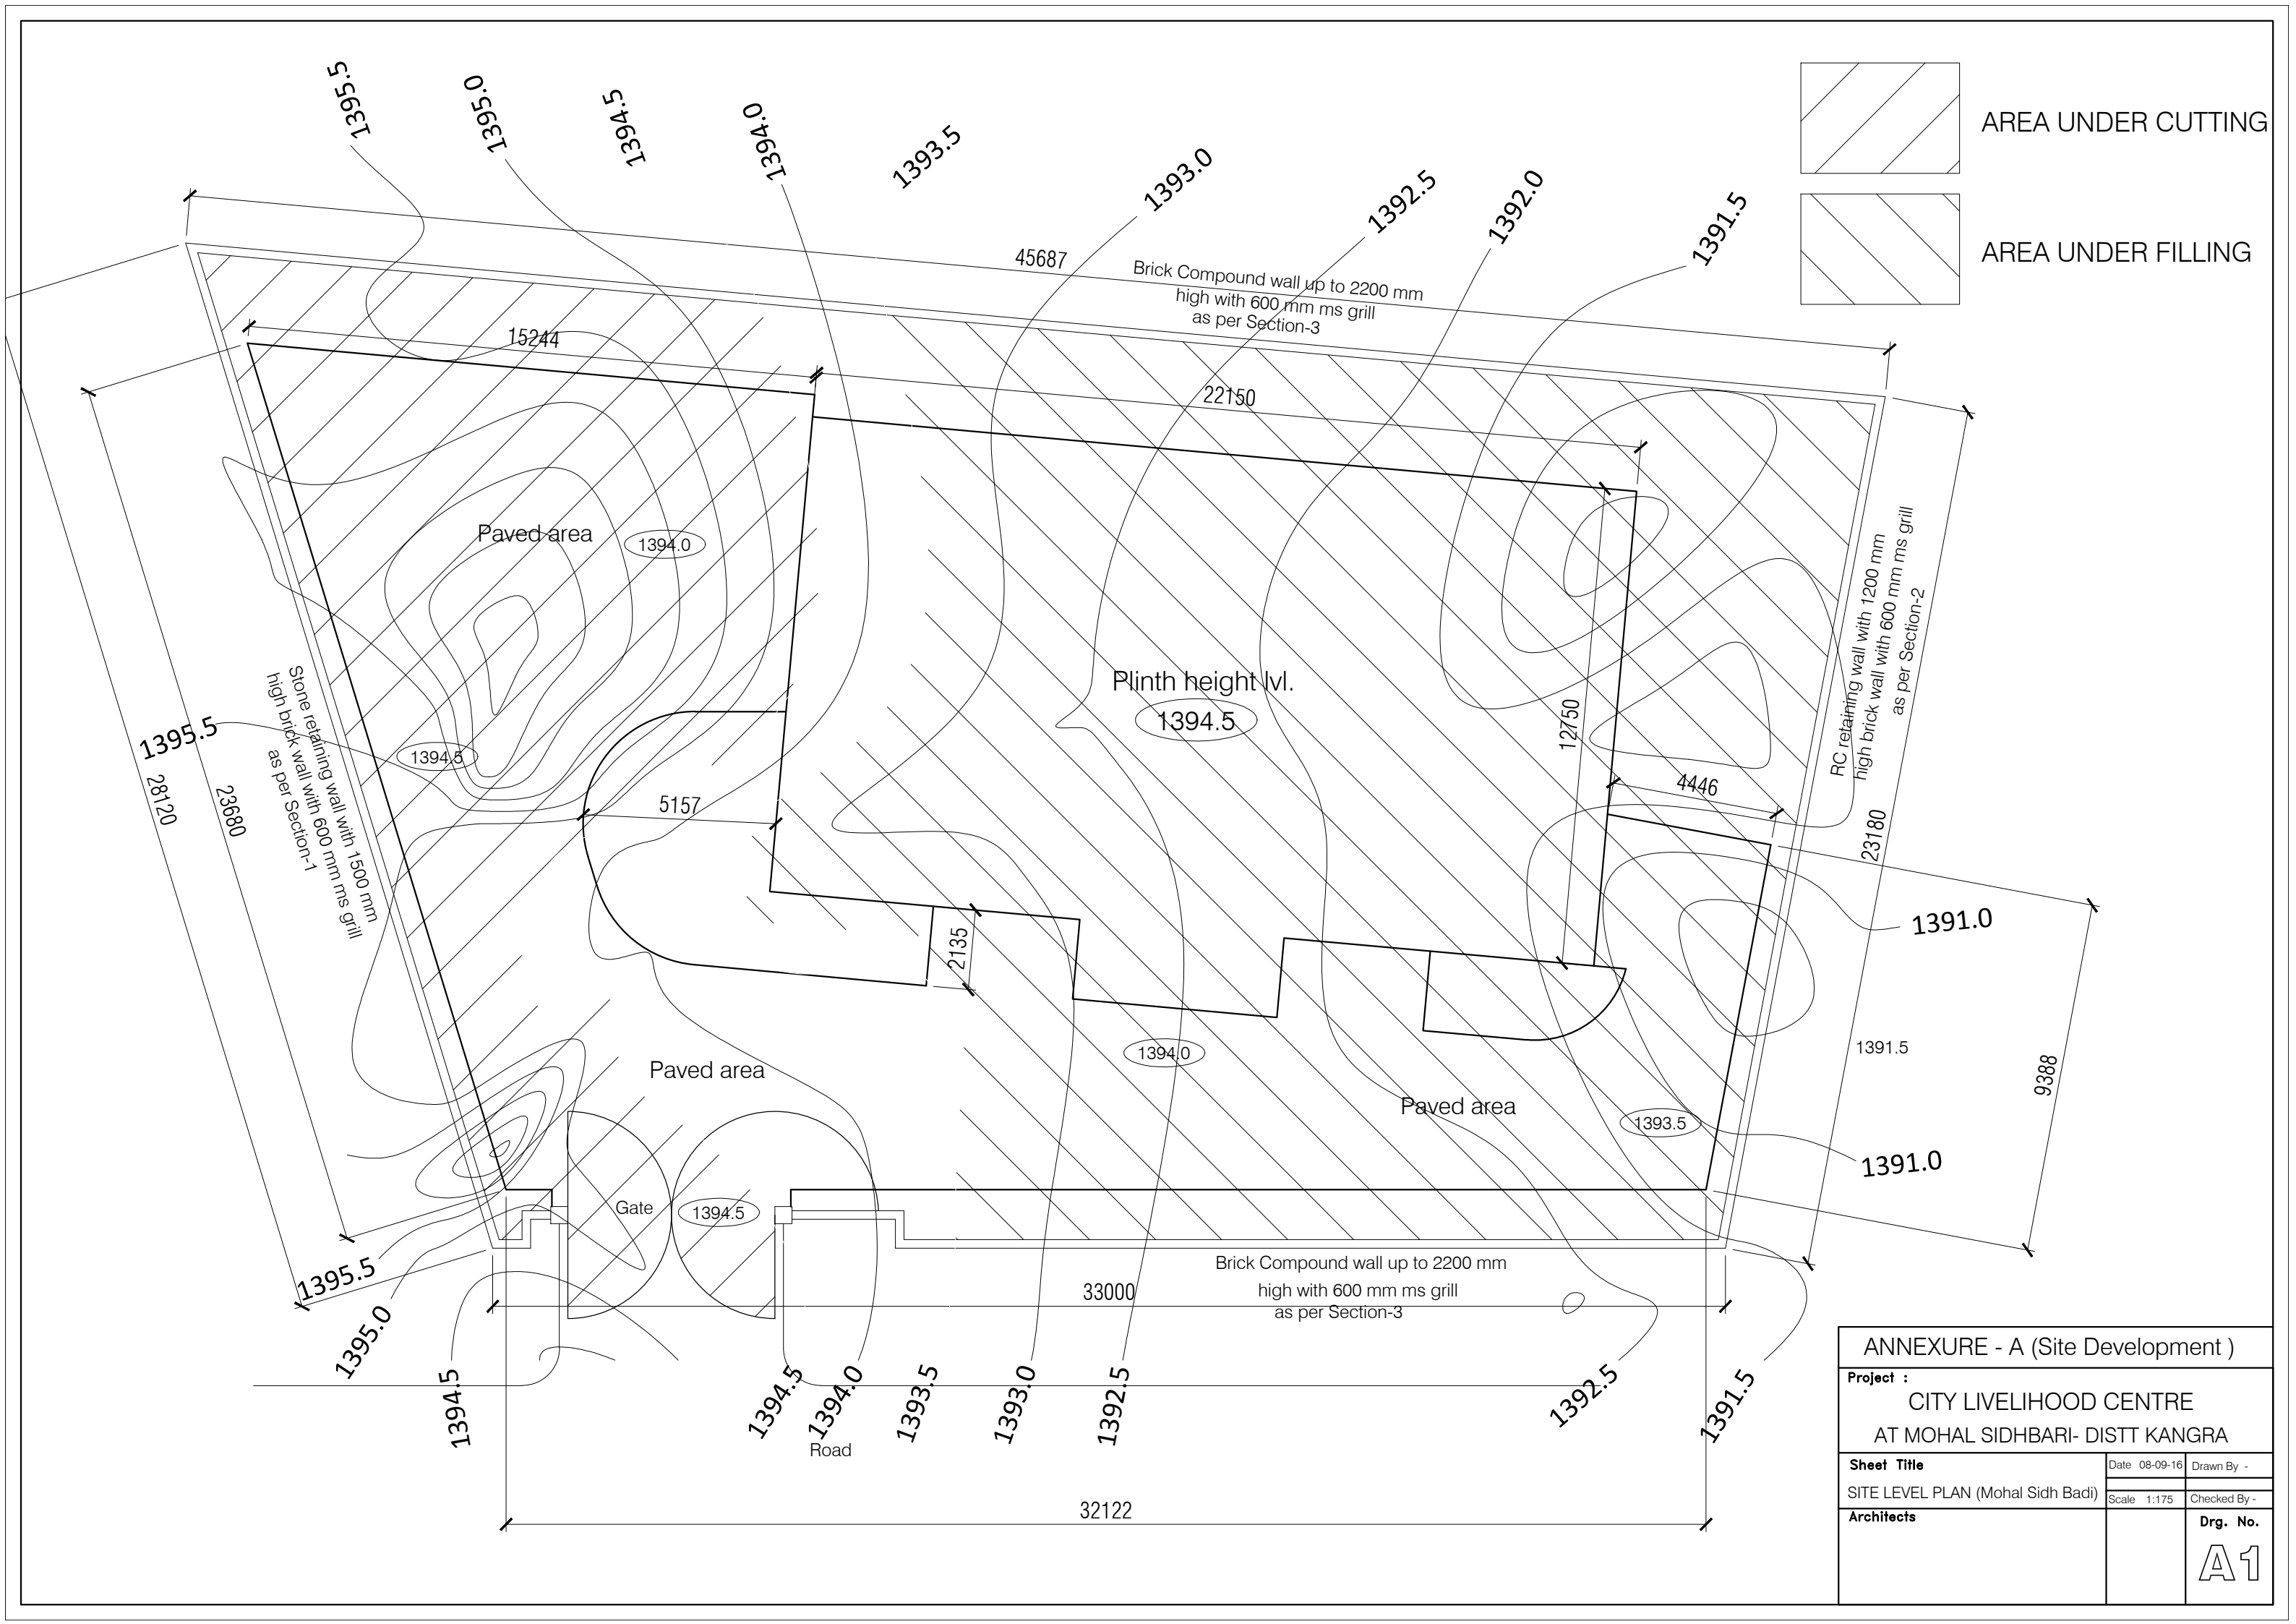 1395.5
1395.0
1394.5
1394.0
1393.5
1393.0
1392.5
1392.0
1391.5
AREA UNDER CUTTING
AREA UNDER FILLING
45687
Brick Compound wall up to 2200 mm
high with 600 mm ms grill
as per Section-3
15244
22150
Paved area
1394.0
Plinth height lvl.
1394.5
12750
RC retaining wall with 1200 mm
high brick wall with 600 mm ms grill
as per Section-2
Stone retaining wall with 1500 mm
high brick wall with 600 mm ms grill
as per Section-1
1395.5
1394.5
28120
23680
5157
4446
23180
2135
1391.0
1391.5
9388
1394.0
Paved area
Paved area
1393.5
1391.0
Gate
1394.5
Brick Compound wall up to 2200 mm
high with 600 mm ms grill
as per Section-3
33000
1395.5
1395.0
1394.5
1394.5
1394.0
1393.5
1393.0
1392.5
1392.5
1391.5
Road
32122
ANNEXURE - A (Site Development )
Project :
CITY LIVELIHOOD CENTRE
AT MOHAL SIDHBARI- DISTT KANGRA
Sheet Title
SITE LEVEL PLAN (Mohal Sidh Badi)
Date 08-09-16
Drawn By -
Scale 1:175
Checked By -
Architects
Drg. No.
A1